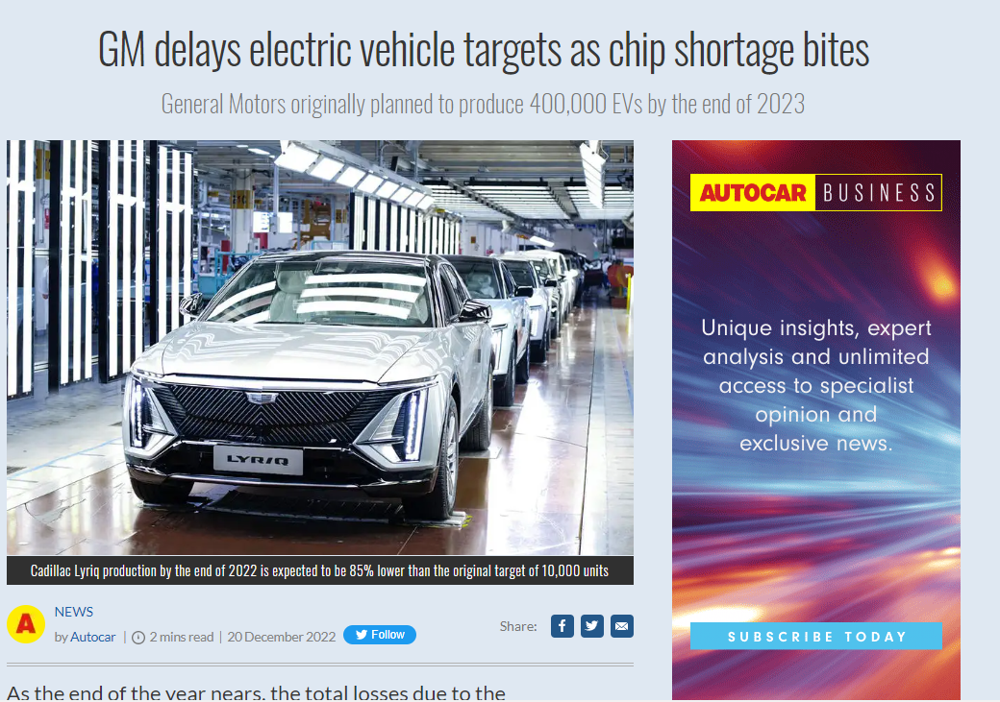 GM delays electric vehicle targets as chip shortage bites
General Motors originally planned to produce 400,000 EVs by the end of 2023
LYRIQ
Cadillac Lyriq production by the end of 2022 is expected to be 85% lower than the original target of 10,000 units
A
NEWS
by Autocar | 2 mins read | 20 December 2022 Follow
Share:
As the end of the year nears, the total losses due to the
AUTOCAR BUSINESS
Unique insights, expert
analysis and unlimited
access to specialist
opinion and
exclusive news.
SUBSCRIBE TODAY